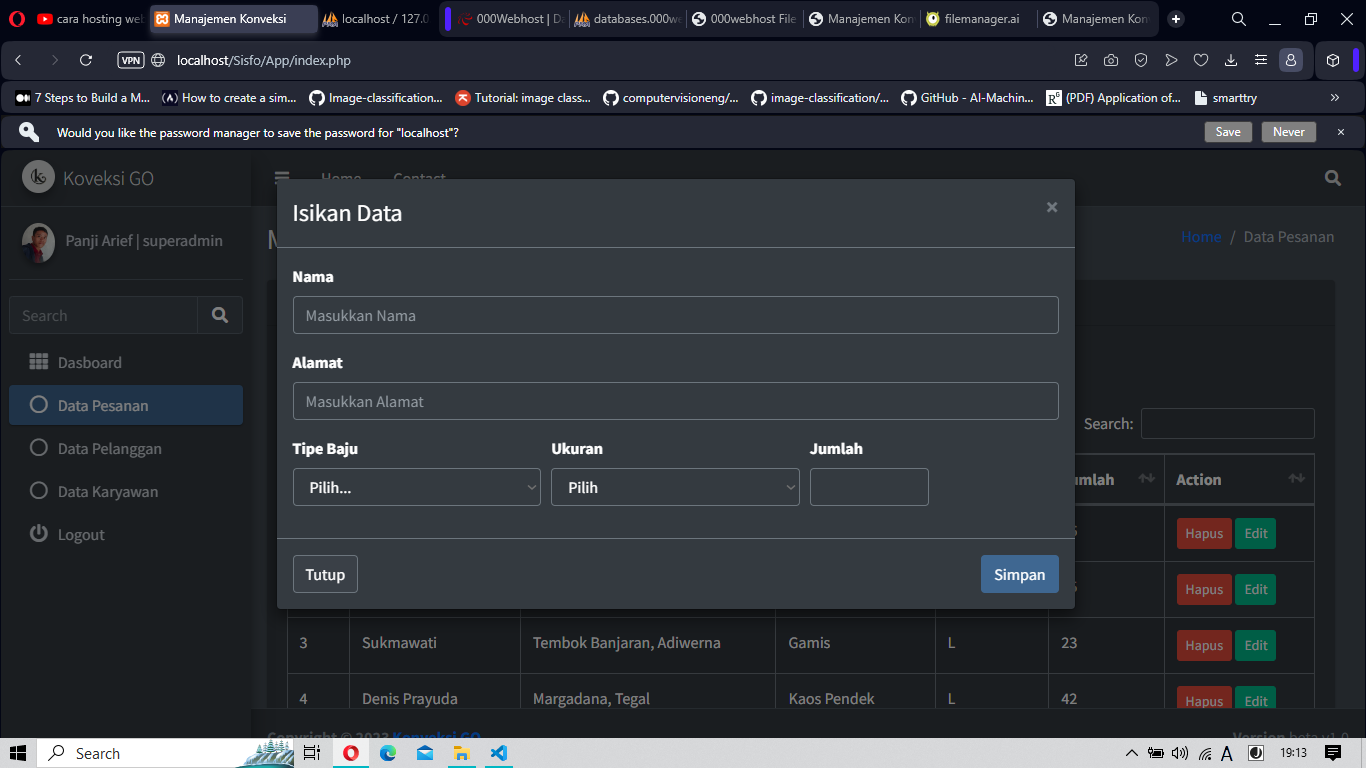 cara hosting web
Manajemen Konveksi
localhost / 127.0
000Webhost | Da
databases.000we
000webhost File
Manajemen Kon
filemanager.ai
Manajemen Kon
VPN
localhost/Sisfo/App/index.php
7 Steps to Build a M...
How to create a sim...
Image-classification...
Tutorial: image class...
computervisioneng/...
image-classification/...
GitHub - AI-Machin...
(PDF) Application of...
smarttry
Would you like the password manager to save the password for "localhost"?
Save
Never
Koveksi GO
Home
Contact
Panji Arief | superadmin
Home / Data Pesanan
Search
Dasboard
Data Pesanan
Data Pelanggan
Data Karyawan
Logout
Isikan Data
×
Nama
Masukkan Nama
Alamat
Masukkan Alamat
Tipe Baju
Ukuran
Jumlah
Pilih...
Pilih
Tutup
Simpan
Search:
umlah
Action
Hapus Edit
Hapus Edit
3 Sukmawati Tembok Banjaran, Adiwerna Gamis L 23 Hapus Edit
4 Denis Prayuda Margadana, Tegal Kaos Pendek L 42 Hapus Edit
Copyright © 2023 Konveksi GO.
Version beta v1.0
Search
19:13